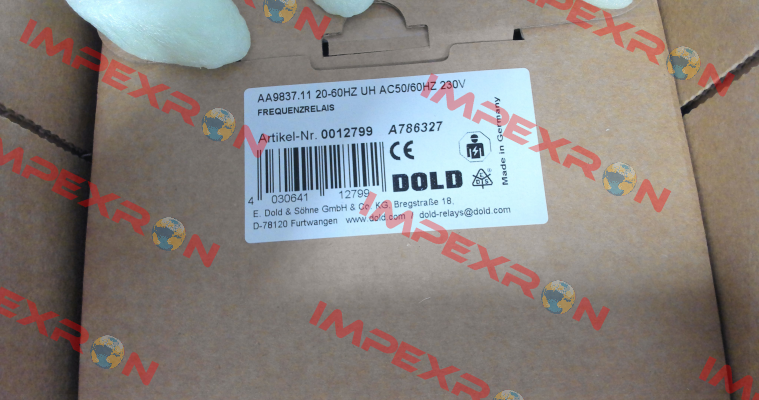 AA9837.11 20-60HZ UH AC50/60HZ 230V
FREQUENZRELAIS
Artikel-Nr. 0012799 A786327
CE
Made in Germany
4 030641 12799
DOLD
E. Dold & Söhne GmbH & Co. KG, Bregstraße 18,
D-78120 Furtwangen www.dold.com / dold-relays@dold.com
IMPEXRON
IMPEXRON
IMPEXRON
IMPEXRON
IMPEXRON
IMPEXRON
IMPEXRON
IMPEXRON